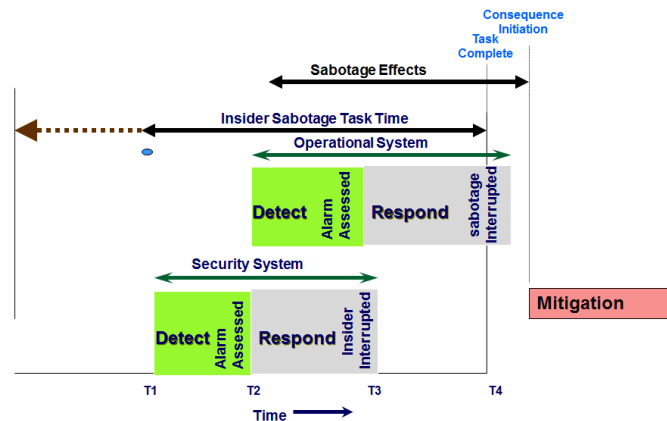 Consequence
Initiation
Task
Complete
Sabotage Effects
Insider Sabotage Task Time
Operational System
Detect
Alarm
Assessed
Respond
sabotage
Interrupted
Security System
Detect
Alarm
Assessed
Respond
Insider
Interrupted
Mitigation
T1 T2 T3 T4
Time